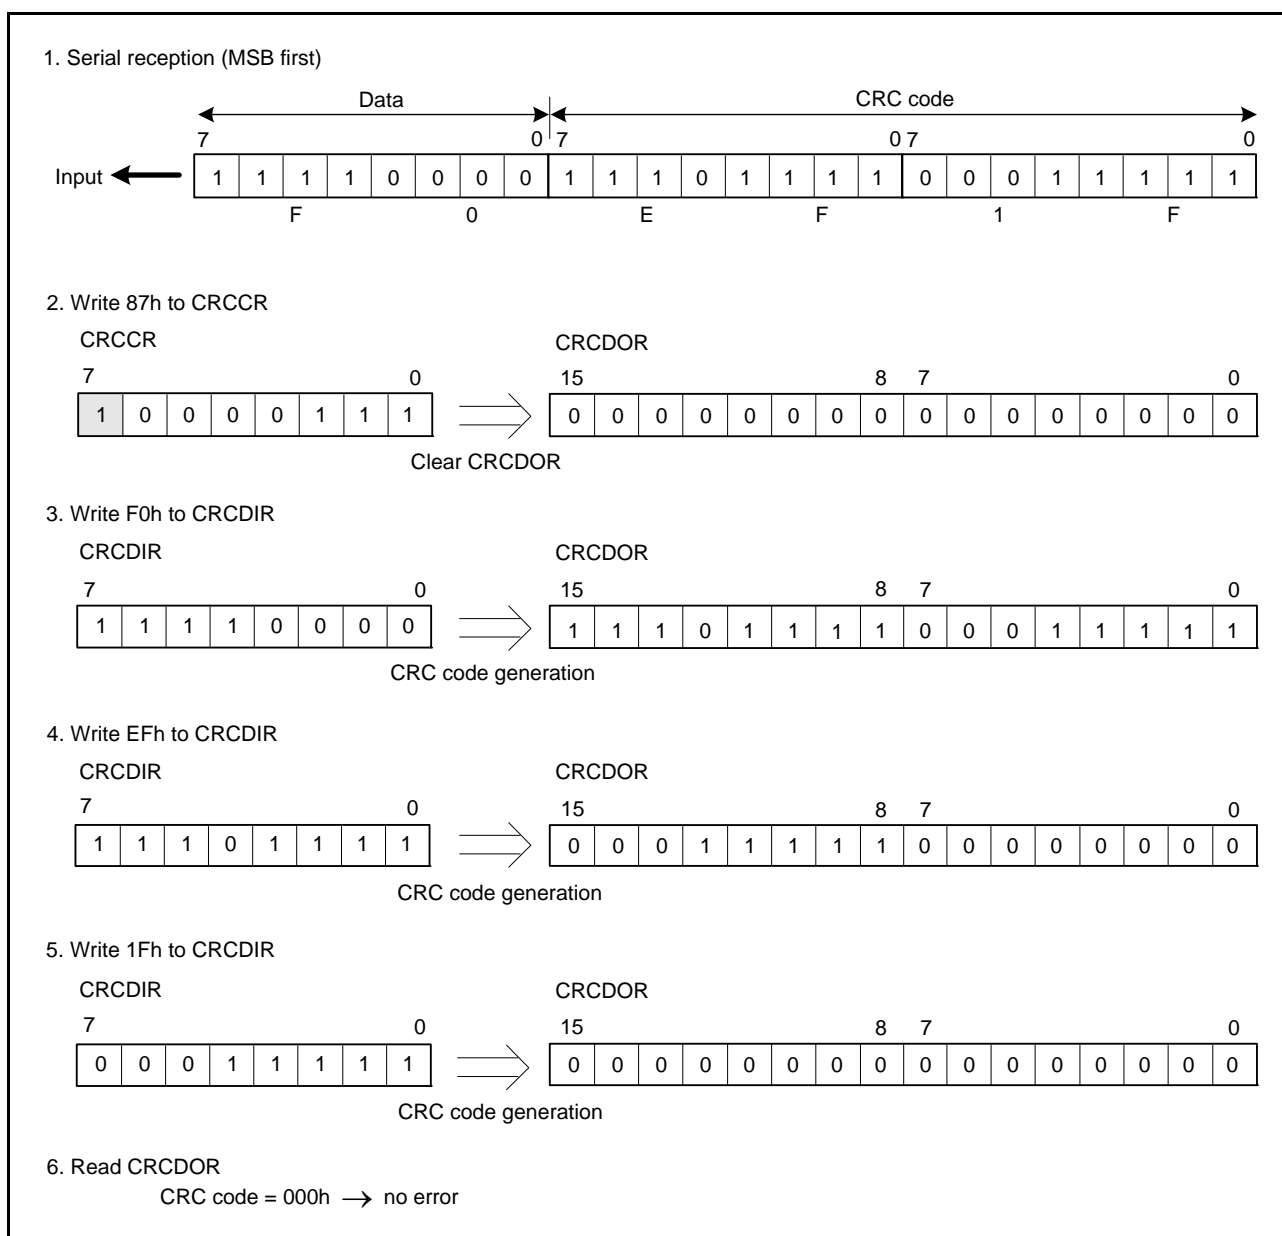 1. Serial reception (MSB first)
Data CRC code
7 0 7 0 7 0
Input 1 1 1 1 0 0 0 0 1 1 1 0 1 1 1 1 0 0 0 1 1 1 1 1
F 0 E F 1 F
2. Write 87h to CRCCR
CRCCR CRCDOR
7 0 15 8 7 0
1 0 0 0 0 1 1 1 0 0 0 0 0 0 0 0 0 0 0 0 0 0 0 0
Clear CRCDOR
3. Write F0h to CRCDIR
CRCDIR CRCDOR
7 0 15 8 7 0
1 1 1 1 0 0 0 0 1 1 1 0 1 1 1 1 0 0 0 1 1 1 1 1
CRC code generation
4. Write EFh to CRCDIR
CRCDIR CRCDOR
7 0 15 8 7 0
1 1 1 0 1 1 1 1 0 0 0 1 1 1 1 1 0 0 0 0 0 0 0 0
CRC code generation
5. Write 1Fh to CRCDIR
CRCDIR CRCDOR
7 0 15 8 7 0
0 0 0 1 1 1 1 1 0 0 0 0 0 0 0 0 0 0 0 0 0 0 0 0
CRC code generation
6. Read CRCDOR
CRC code = 000h → no error